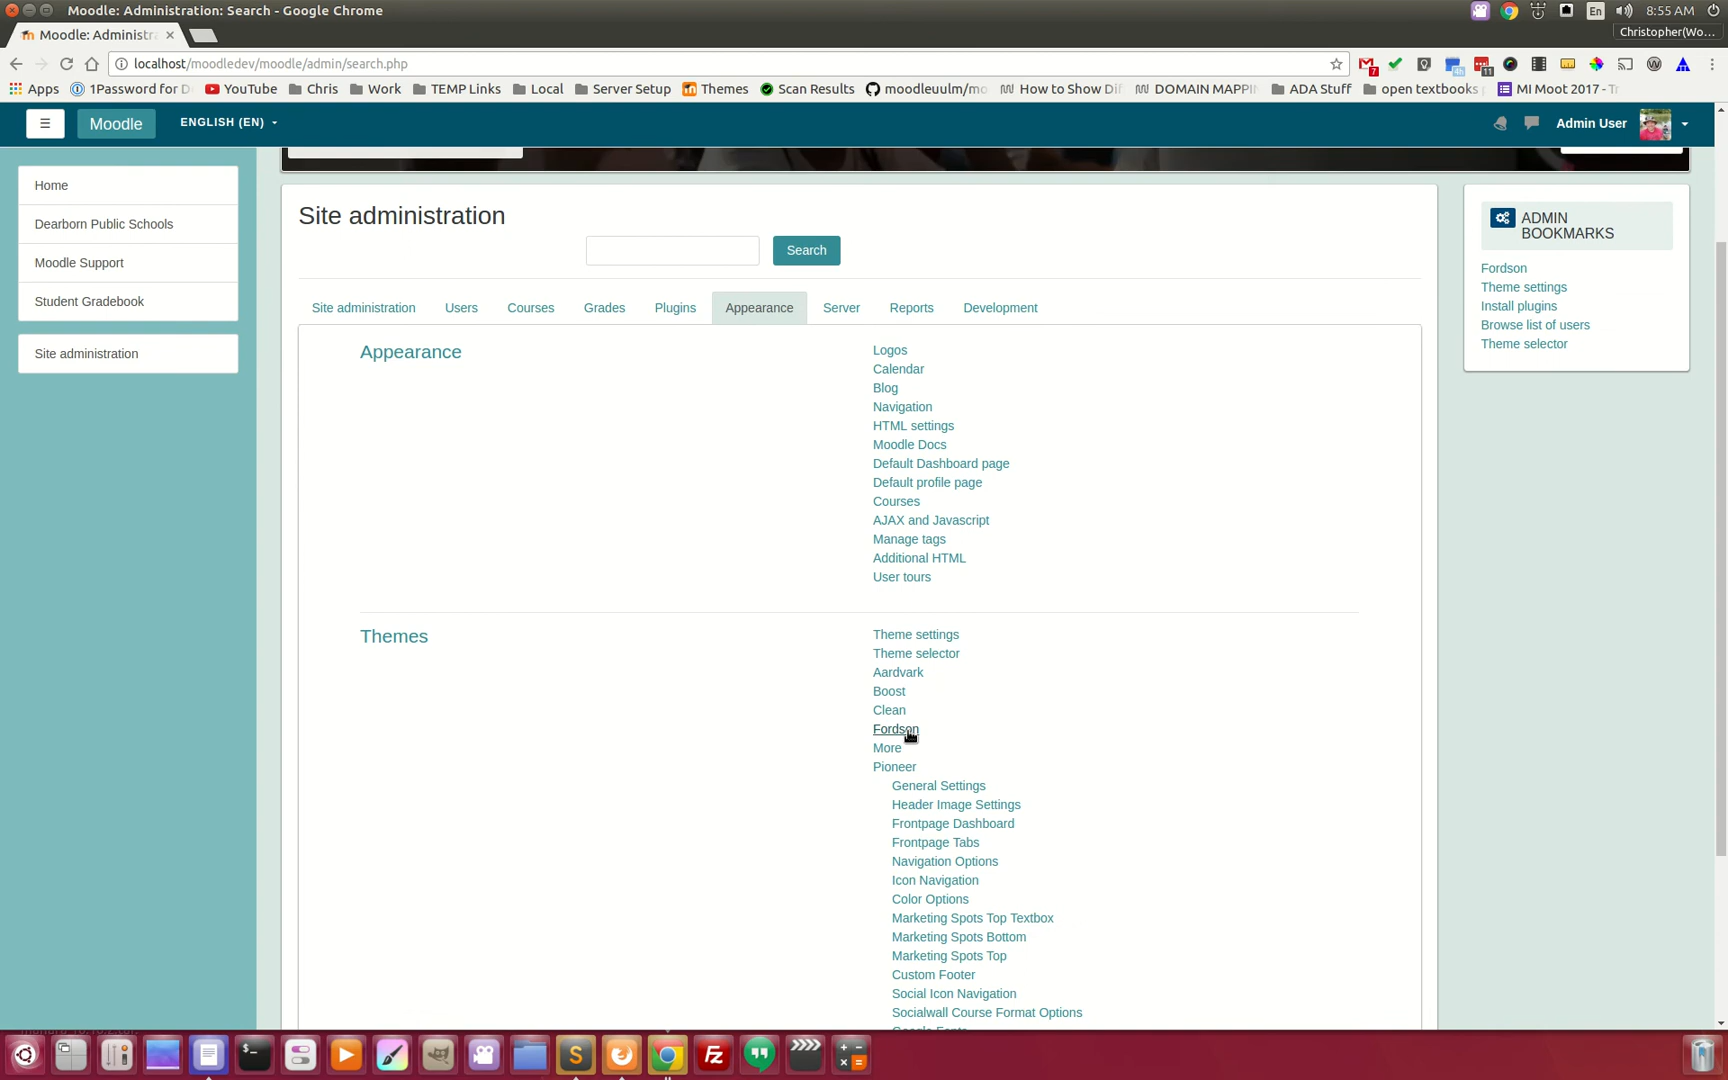 Moodle: Administration: Search - Google Chrome
En
8:55 AM
Moodle: Administra
Christopher(Wo...
localhost/moodledev/moodle/admin/search.php
7
11
Apps
1Password for D
YouTube
Chris
Work
TEMP Links
Local
Server Setup
Themes
Scan Results
moodleuulm/mo
How to Show Di
DOMAIN MAPPI
ADA Stuff
open textbooks
MI Moot 2017 - Tr
Moodle
ENGLISH (EN)
Admin User
Home
Dearborn Public Schools
Moodle Support
Student Gradebook
Site administration
Site administration
Search
Site administration
Users
Courses
Grades
Plugins
Appearance
Server
Reports
Development
Appearance
Logos
Calendar
Blog
Navigation
HTML settings
Moodle Docs
Default Dashboard page
Default profile page
Courses
AJAX and Javascript
Manage tags
Additional HTML
User tours
Themes
Theme settings
Theme selector
Aardvark
Boost
Clean
Fordson
More
Pioneer
General Settings
Header Image Settings
Frontpage Dashboard
Frontpage Tabs
Navigation Options
Icon Navigation
Color Options
Marketing Spots Top Textbox
Marketing Spots Bottom
Marketing Spots Top
Custom Footer
Social Icon Navigation
Socialwall Course Format Options
ADMIN
BOOKMARKS
Fordson
Theme settings
Install plugins
Browse list of users
Theme selector